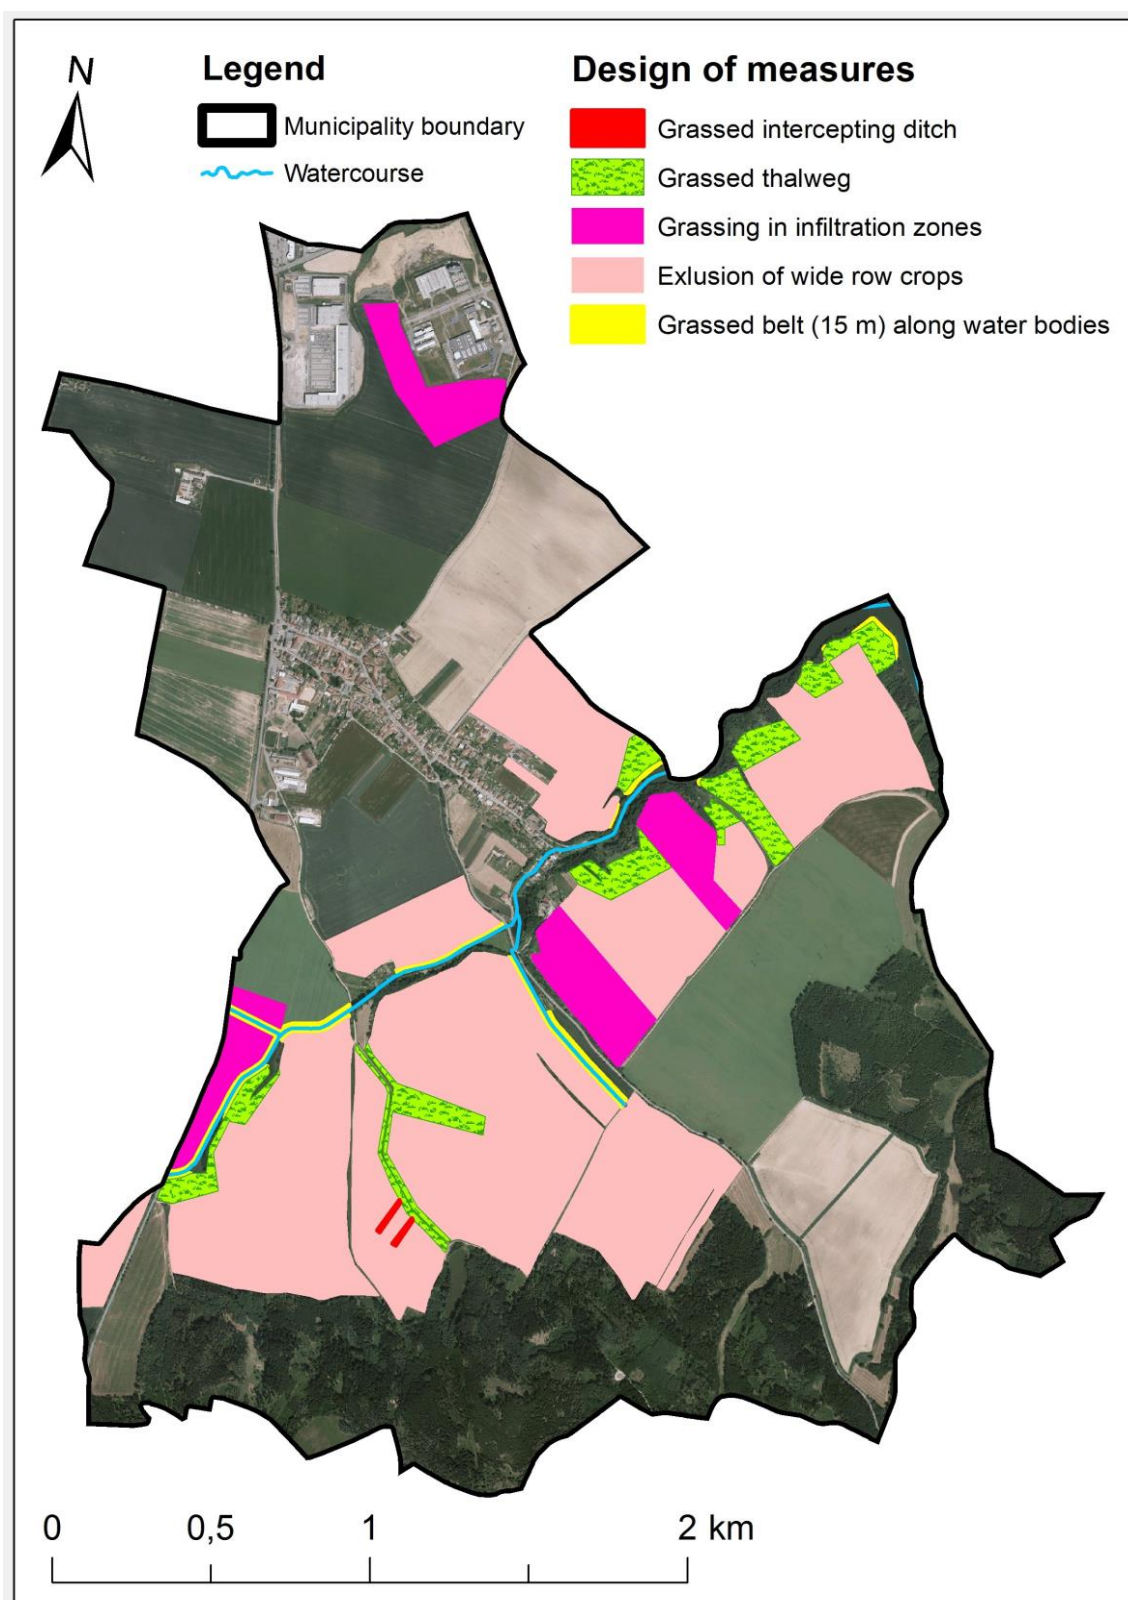 N
Legend
Municipality boundary
Watercourse
Design of measures
Grassed intercepting ditch
Grassed thalweg
Grassing in infiltration zones
Exlusion of wide row crops
Grassed belt (15 m) along water bodies
0 0,5 1 2 km